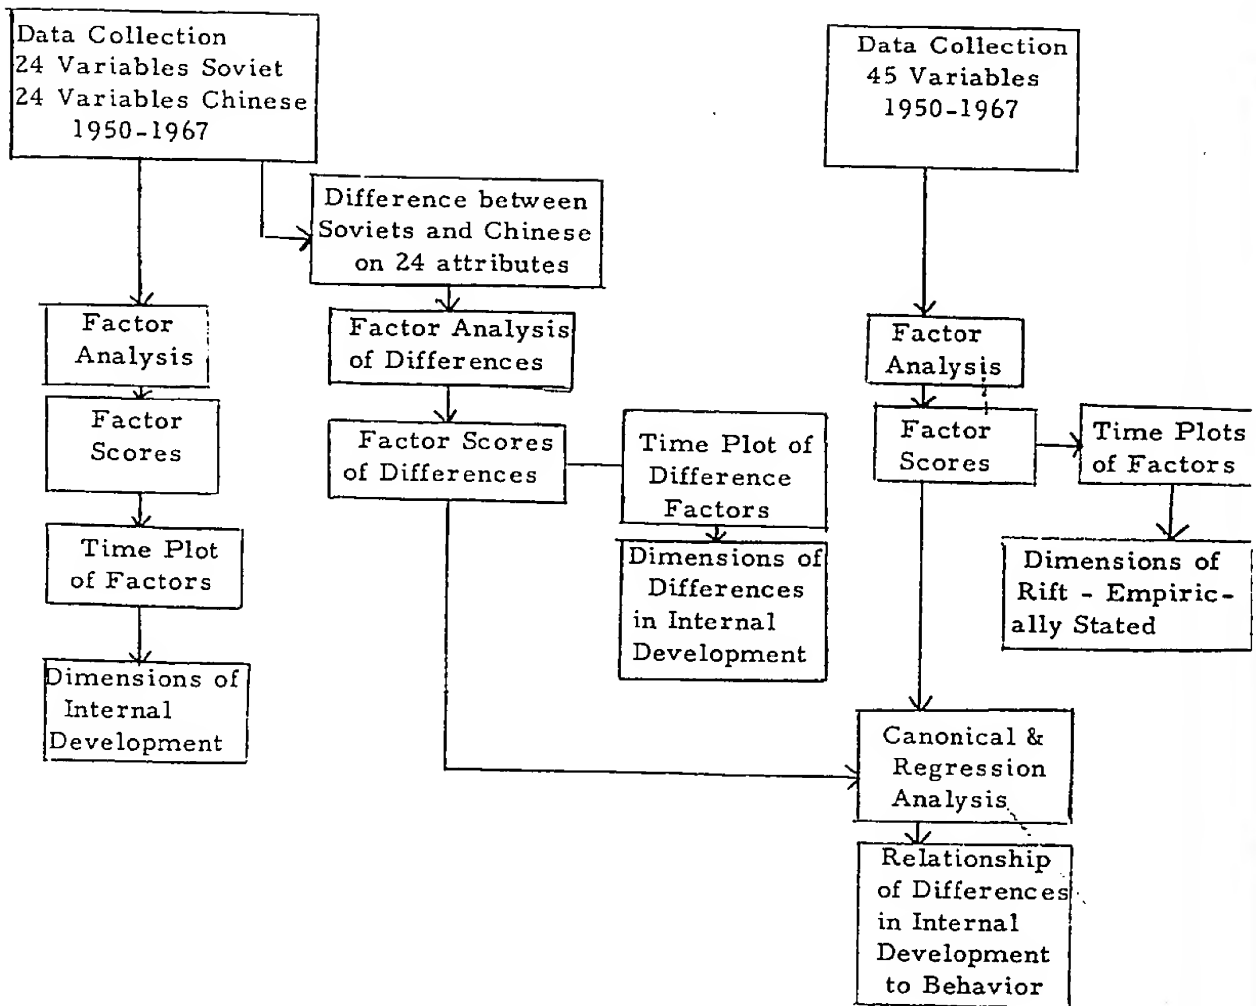 Data Collection
24 Variables Soviet
24 Variables Chinese
1950-1967
Difference between
Soviets and Chinese
on 24 attributes
Factor
Analysis
Factor
Scores
Time Plot
of Factors
Dimensions of
Internal
Development
Factor Analysis
of Differences
Factor Scores
of Differences
Time Plot of
Difference
Factors
Dimensions of
Differences
in Internal
Development
Data Collection
45 Variables
1950-1967
Factor
Analysis
Factor
Scores
Time Plots
of Factors
Dimensions of
Rift - Empiric-
ally Stated
Canonical &
Regression
Analysis
Relationship
of Differences
in Internal
Development
to Behavior